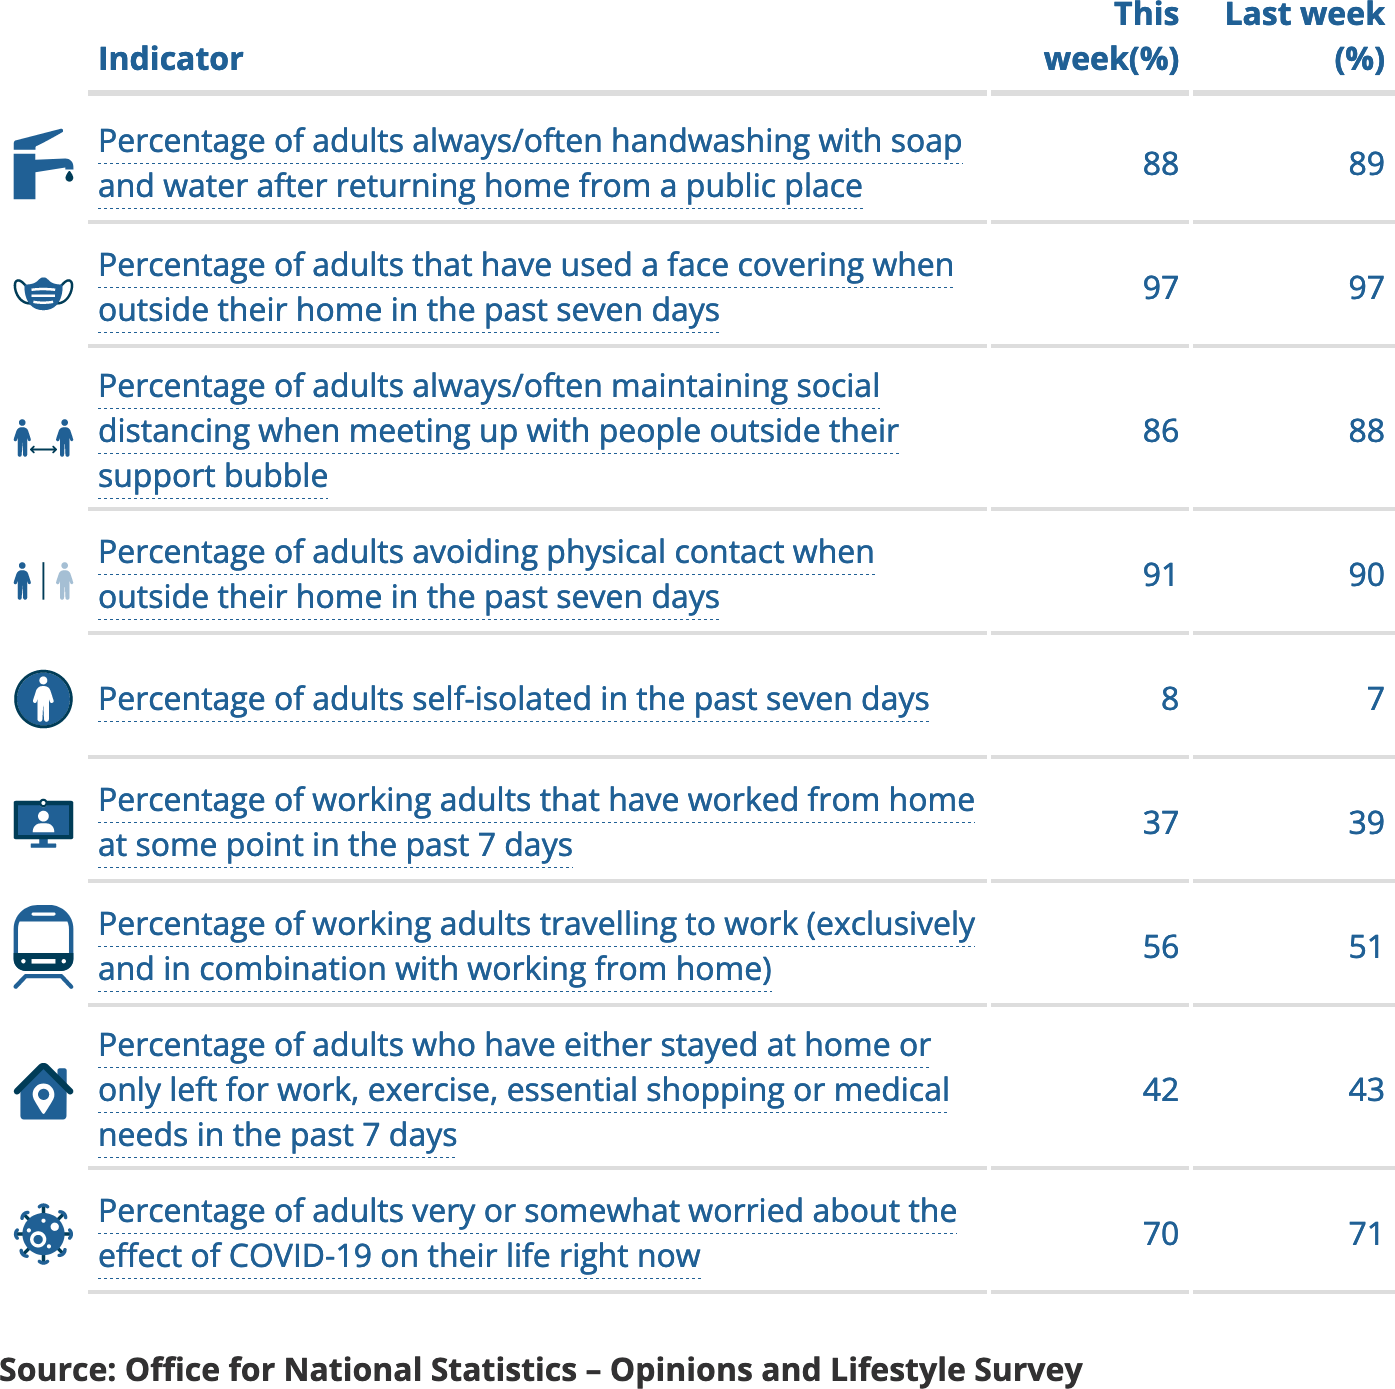 This Last week
Indicator week(%) (%)
Percentage of adults always/often handwashing with soap
and water after returning home from a public place 88 89
Percentage of adults that have used a face covering when
outside their home in the past seven days 97 97
Percentage of adults always/often maintaining social
distancing when meeting up with people outside their 86 88
support bubble
Percentage of adults avoiding physical contact when
outside their home in the past seven days 91 90
Percentage of adults self-isolated in the past seven days 8 7
Percentage of working adults that have worked from home
at some point in the past 7 days 37 39
Percentage of working adults travelling to work (exclusively
and in combination with working from home) 56 51
Percentage of adults who have either stayed at home or
only left for work, exercise, essential shopping or medical 42 43
needs in the past 7 days
Percentage of adults very or somewhat worried about the
effect of COVID-19 on their life right now 70 71
Source: Office for National Statistics – Opinions and Lifestyle Survey